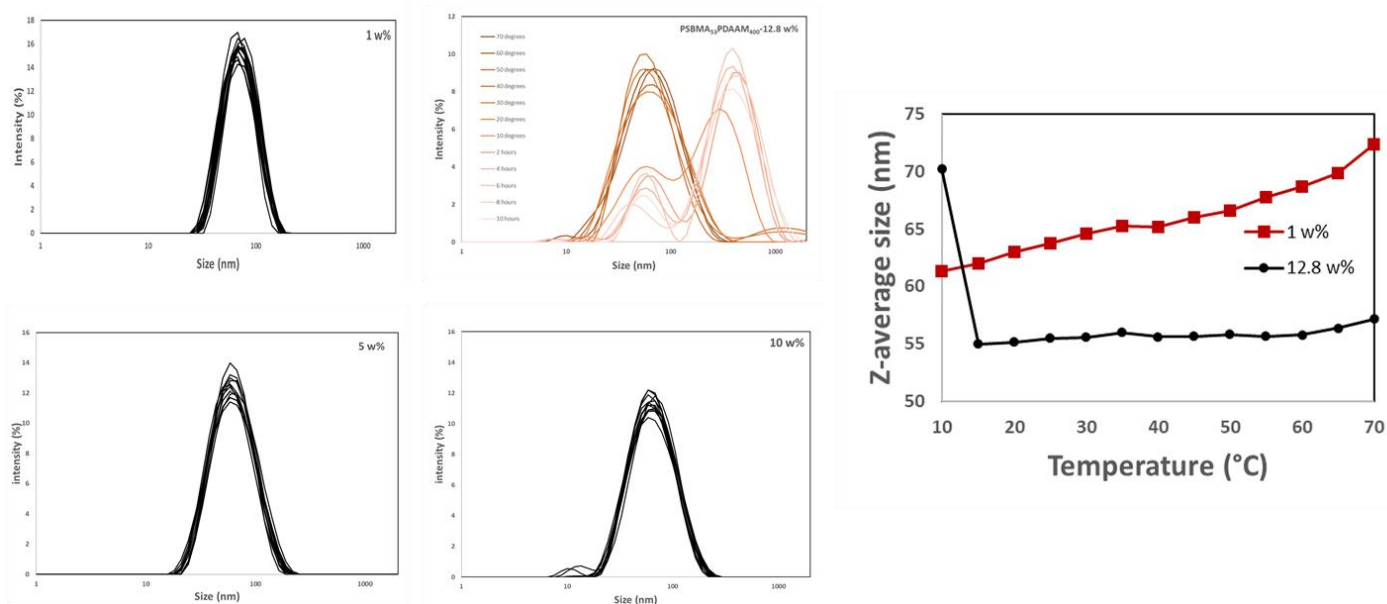 18
16
14
12
10
8
6
4
2
0
Intensity (%)
1 w%
1
10
100
1000
Size (nm)
12
10
8
6
4
2
0
Intensity (%)
PSBMA₅₃PDAAM₄₀₀-12.8 w%
70 degrees
60 degrees
50 degrees
40 degrees
30 degrees
20 degrees
10 degrees
2 hours
4 hours
6 hours
8 hours
10 hours
1
10
100
1000
Size (nm)
16
14
12
10
8
6
4
2
0
intensity (%)
5 w%
1
10
100
1000
Size (nm)
16
14
12
10
8
6
4
2
0
intensity (%)
10 w%
1
10
100
1000
Size (nm)
75
70
65
60
55
50
Z-average size (nm)
1 w%
12.8 w%
10 20 30 40 50 60 70
Temperature (°C)